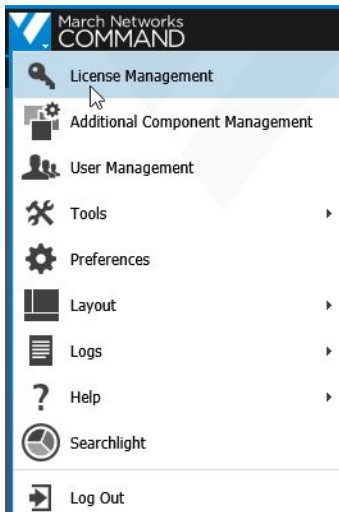 March Networks
COMMAND
License Management
Additional Component Management
User Management
Tools
Preferences
Layout
Logs
Help
Searchlight
Log Out